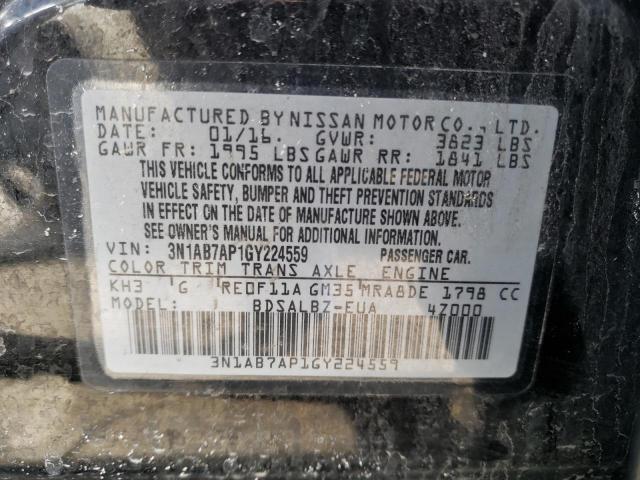 MANUFACTURED BY NISSAN MOTOR CO., LTD.
DATE: 01/16. GVWR: 3823 LBS
GAWR FR: 1995 LBS GAWR RR: 1841 LBS
THIS VEHICLE CONFORMS TO ALL APPLICABLE FEDERAL MOTOR
VEHICLE SAFETY, BUMPER AND THEFT PREVENTION STANDARDS
IN EFFECT ON THE DATE OF MANUFACTURE SHOWN ABOVE.
SEE OWNER'S MANUAL FOR ADDITIONAL INFORMATION.
VIN: 3N1AB7AP1GY224559 PASSENGER CAR.
COLOR TRIM TRANS AXLE ENGINE
KH3 G RE0F11A GM35 MRA8DE 1798 CC
MODEL: BDSALBZ-EUA 4Z000
3N1AB7AP1GY224559